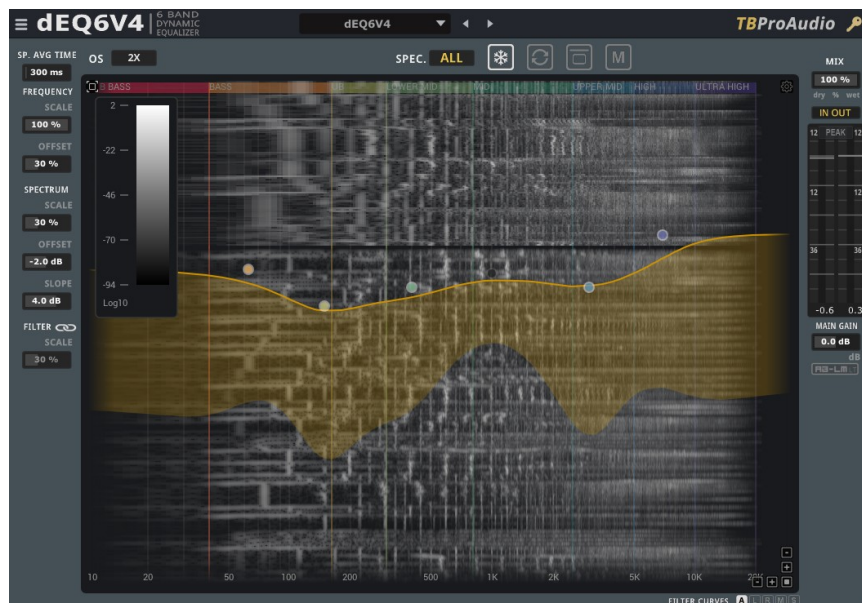 dEQ6V4
6 BAND
DYNAMIC
EQUALIZER
dEQ6V4
TBProAudio
SP. AVG TIME
300 ms
OS 2X
SPEC. ALL
M
MIX
100 %
dry % wet
IN OUT
FREQUENCY
SCALE
100 %
OFFSET
30 %
SPECTRUM
SCALE
30 %
OFFSET
-2.0 dB
SLOPE
4.0 dB
FILTER
SCALE
30 %
BASS
BASS
LOWER MID
MID
UPPER MID
HIGH
ULTRA HIGH
2
-22
-46
-70
-94
Log10
12 PEAK 12
12 12
36 36
-0.6 0.3
MAIN GAIN
0.0 dB
dB
10 20 50 100 200 500 1K 2K 5K 10K 20K
FILTER CURVES A L R M S